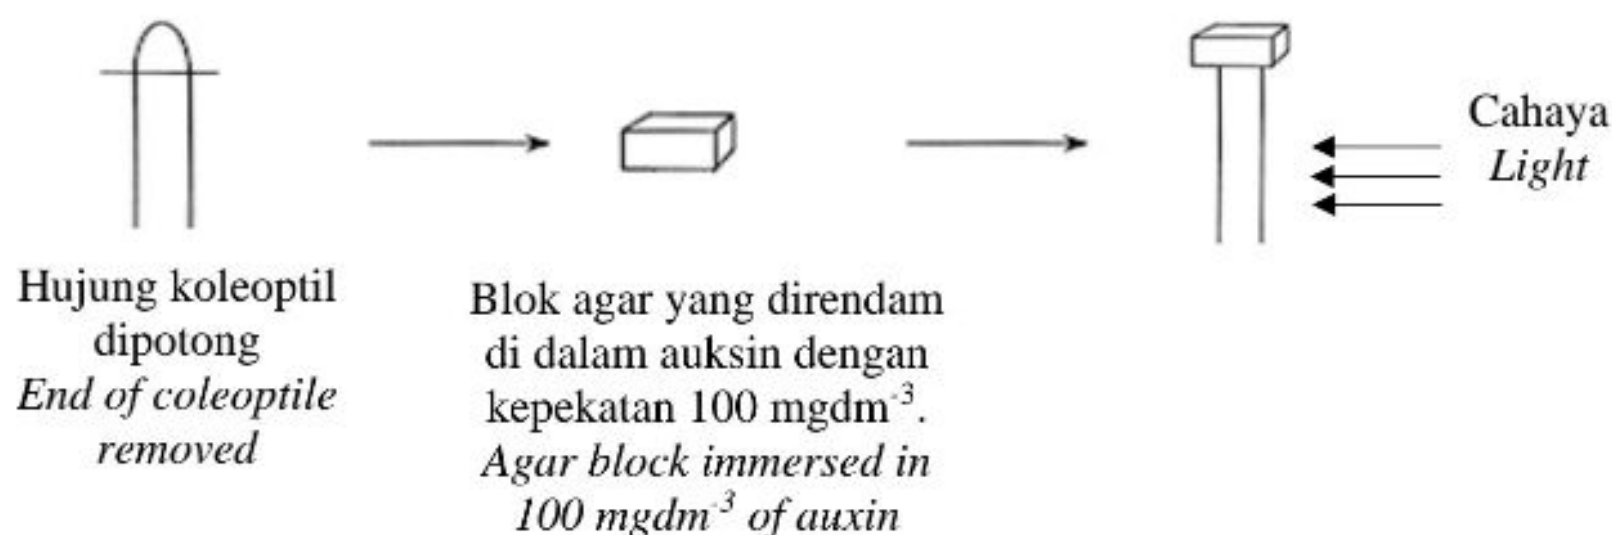 Hujung koleoptil
dipotong
End of coleoptile
removed
Blok agar yang direndam
di dalam auksin dengan
kepekatan 100 mgdm⁻³.
Agar block immersed in
100 mgdm⁻³ of auxin
Cahaya
Light